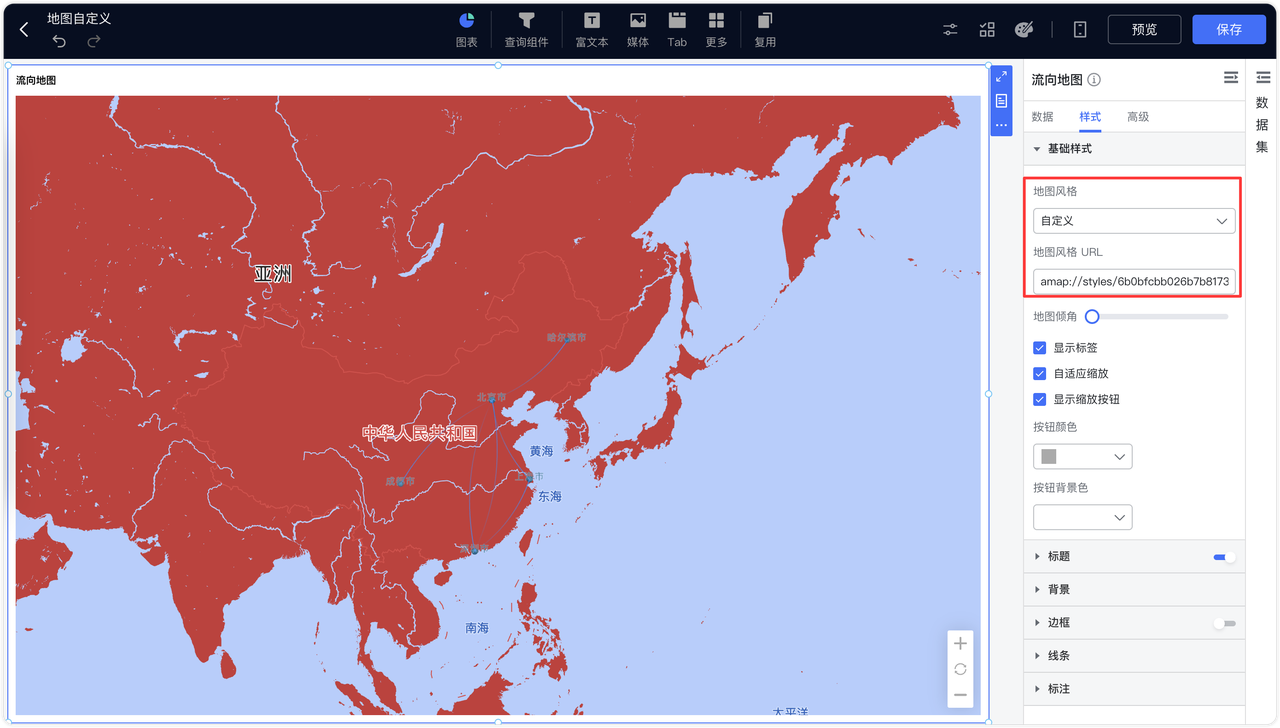 地图自定义
图表
查询组件
富文本
媒体
Tab
更多
复用
预览
保存
流向地图
亚洲
哈尔滨市
北京市
中华人民共和国
黄海
成都市
上海市
东海
南海
太平洋
流向地图
数据
样式
高级
基础样式
地图风格
自定义
地图风格 URL
amap://styles/6b0bfcbb026b7b8173
地图倾角
显示标签
自适应缩放
显示缩放按钮
按钮颜色
按钮背景色
标题
背景
边框
线条
标注
数
据
集